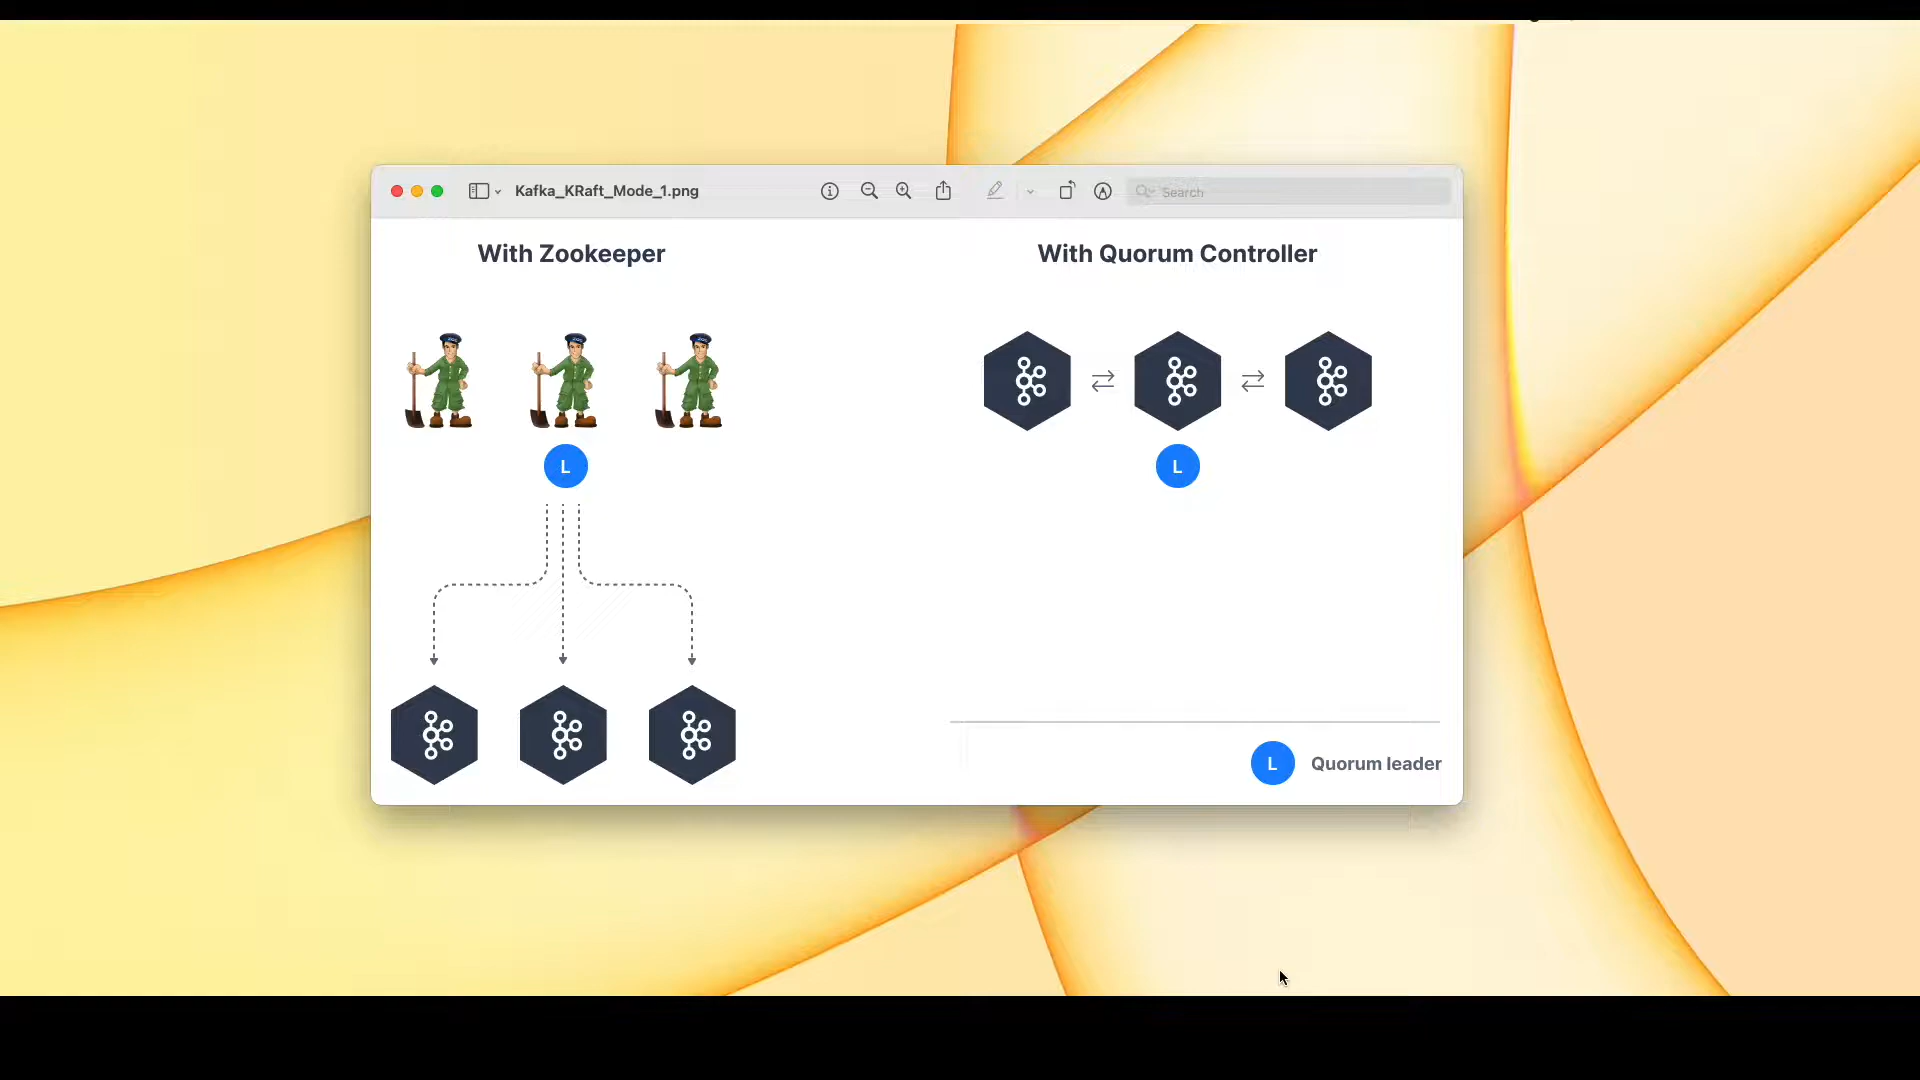 Kafka_KRaft_Mode_1.png
Search
With Zookeeper
With Quorum Controller
L
L
L Quorum leader